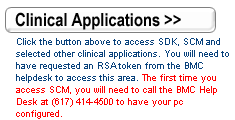 Clinical Applications >>
Click the button above to access SDK, SCM and
selected other clinical applications. You will need to
have requested an RSA token from the BMC
helpdesk to access this area. The first time you
access SCM, you will need to call the BMC Help
Desk at (617) 414-4500 to have your pc
configured.